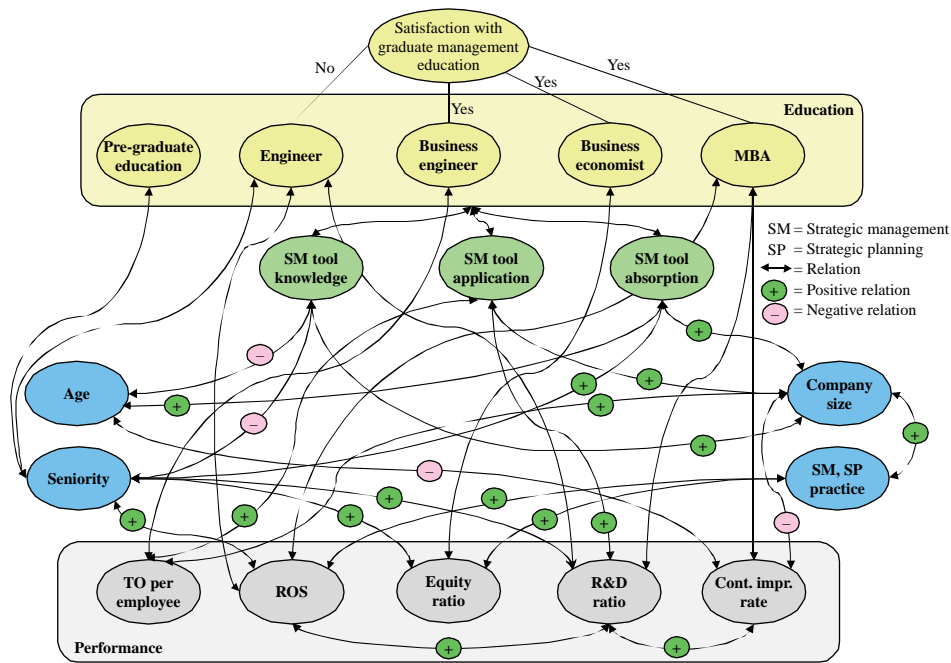 Satisfaction with
graduate management
education
No
Yes
Yes
Yes
Education
Pre-graduate
education
Engineer
Business
engineer
Business
economist
MBA
SM = Strategic management
SP = Strategic planning
= Relation
+ = Positive relation
− = Negative relation
SM tool
knowledge
SM tool
application
SM tool
absorption
+
−
+
+
+
+
Age
Company
size
−
+
+
−
Seniority
SM, SP
practice
+
+
+
+
+
+
+
−
TO per
employee
ROS
Equity
ratio
R&D
ratio
Cont. impr.
rate
+
+
Performance